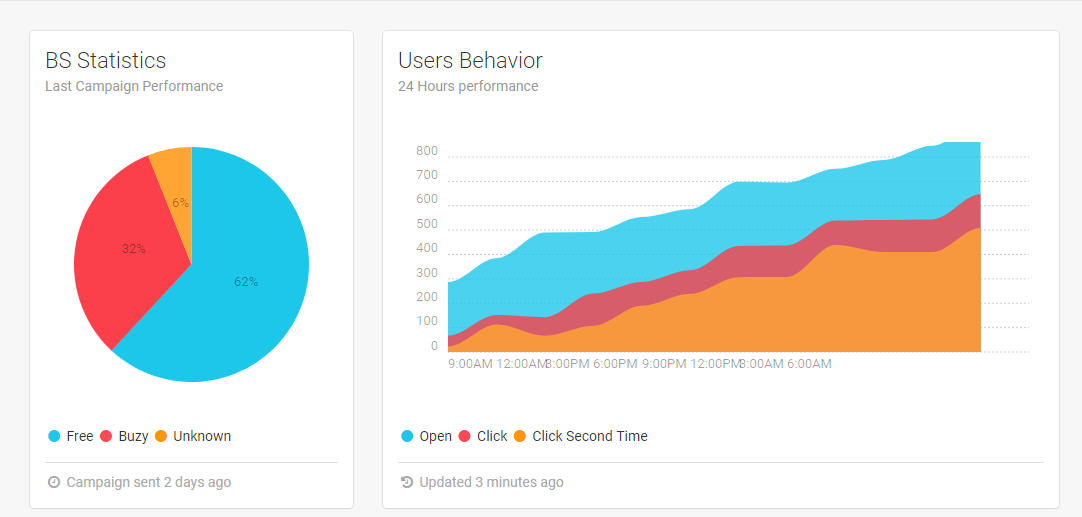 BS Statistics
Last Campaign Performance
6%
32%
62%
Free Buzy Unknown
Campaign sent 2 days ago
Users Behavior
24 Hours performance
800
700
600
500
400
300
200
100
0
9:00AM 12:00AM 3:00PM 6:00PM 9:00PM 12:00PM 3:00AM 6:00AM
Open Click Click Second Time
Updated 3 minutes ago